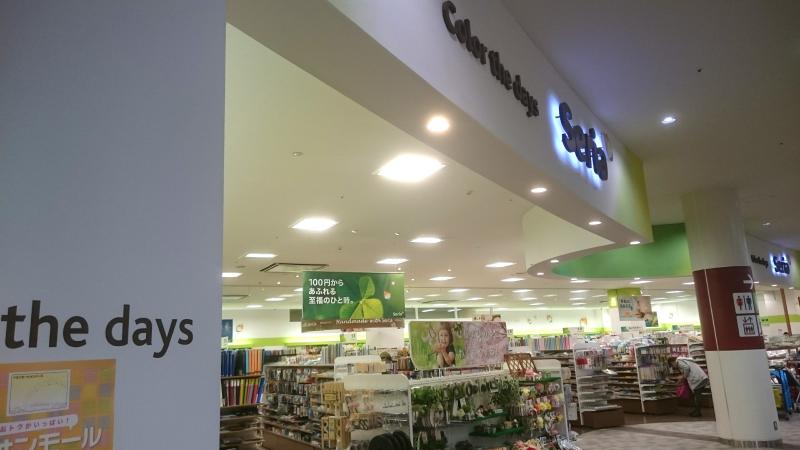 Color the days
Seria
Seria
100円から
あふれる
至福のひと時。
Seria
Handmade with Seria
the days
おトクがいっぱい!
オンモール